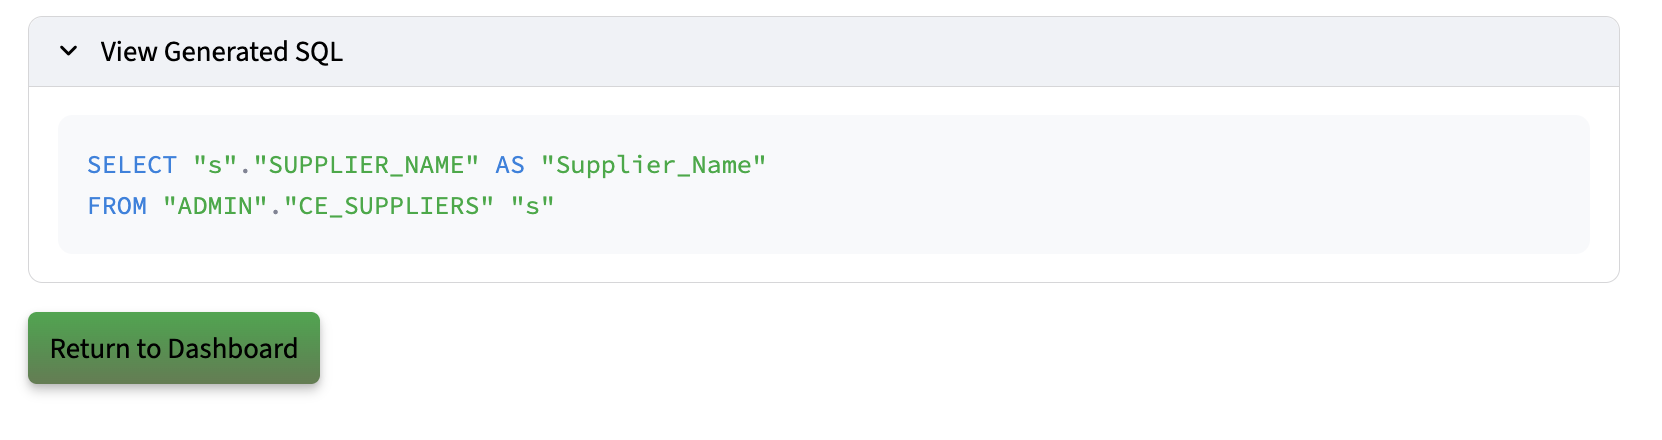 View Generated SQL
SELECT "s"."SUPPLIER_NAME" AS "Supplier_Name"
FROM "ADMIN"."CE_SUPPLIERS" "s"
Return to Dashboard